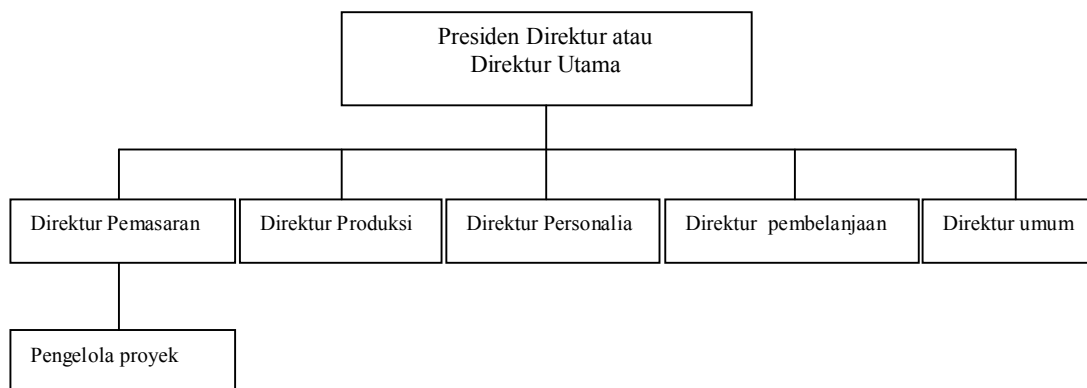 Presiden Direktur atau
Direktur Utama
Direktur Pemasaran
Direktur Produksi
Direktur Personalia
Direktur pembelanjaan
Direktur umum
Pengelola proyek